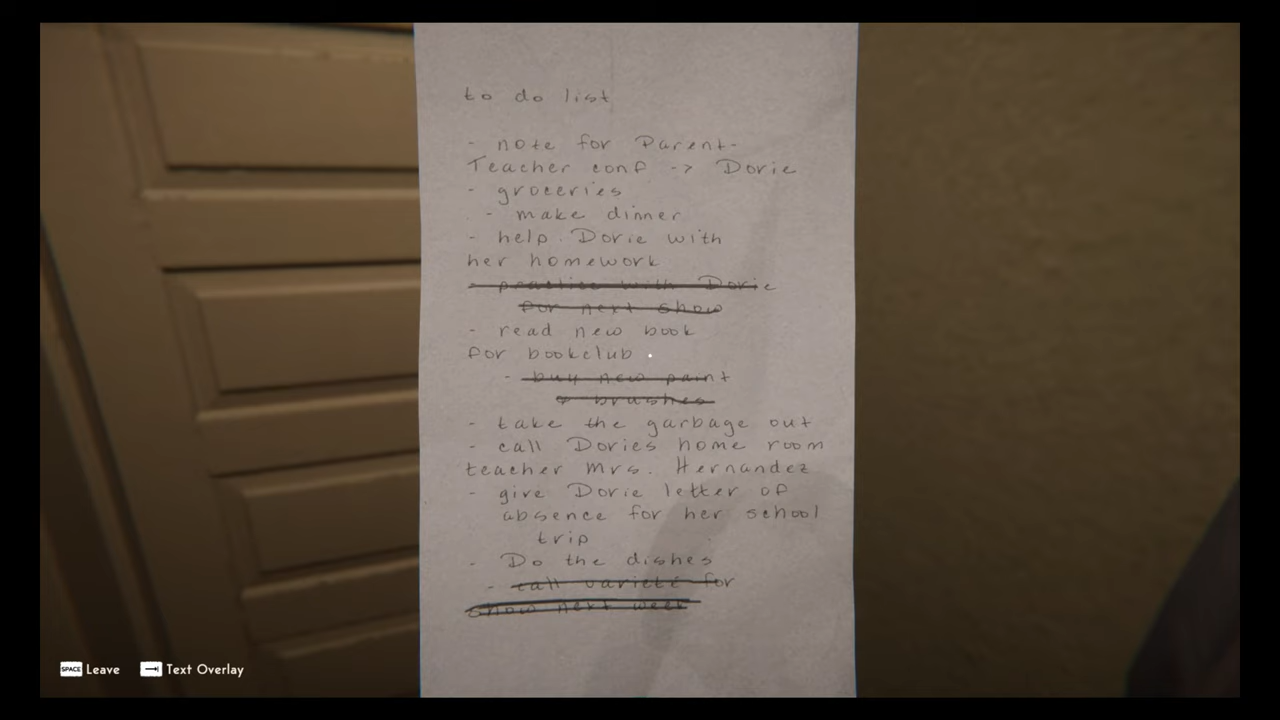 to do list
- note for Parent-
Teacher conf -> Dorie
- groceries
- make dinner
- help Dorie with
her homework
- practice with Dorie
for next show
- read new book
for bookclub
- buy new paint
& brushes
- take the garbage out
- call Dories home room
teacher Mrs. Hernandez
- give Dorie letter of
absence for her school
trip
- Do the dishes
- call varieté for
show next week
SPACE Leave Text Overlay